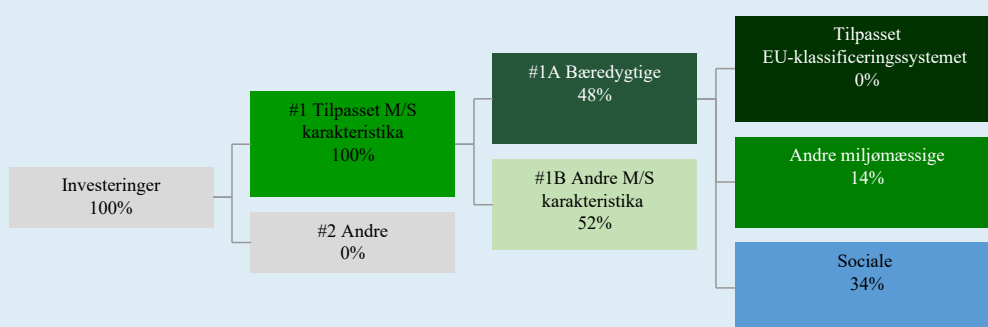 Investeringer
100%
#1 Tilpasset M/S
karakteristika
100%
#2 Andre
0%
#1A Bæredygtige
48%
#1B Andre M/S
karakteristika
52%
Tilpasset
EU-klassificeringssystemet
0%
Andre miljømæssige
14%
Sociale
34%